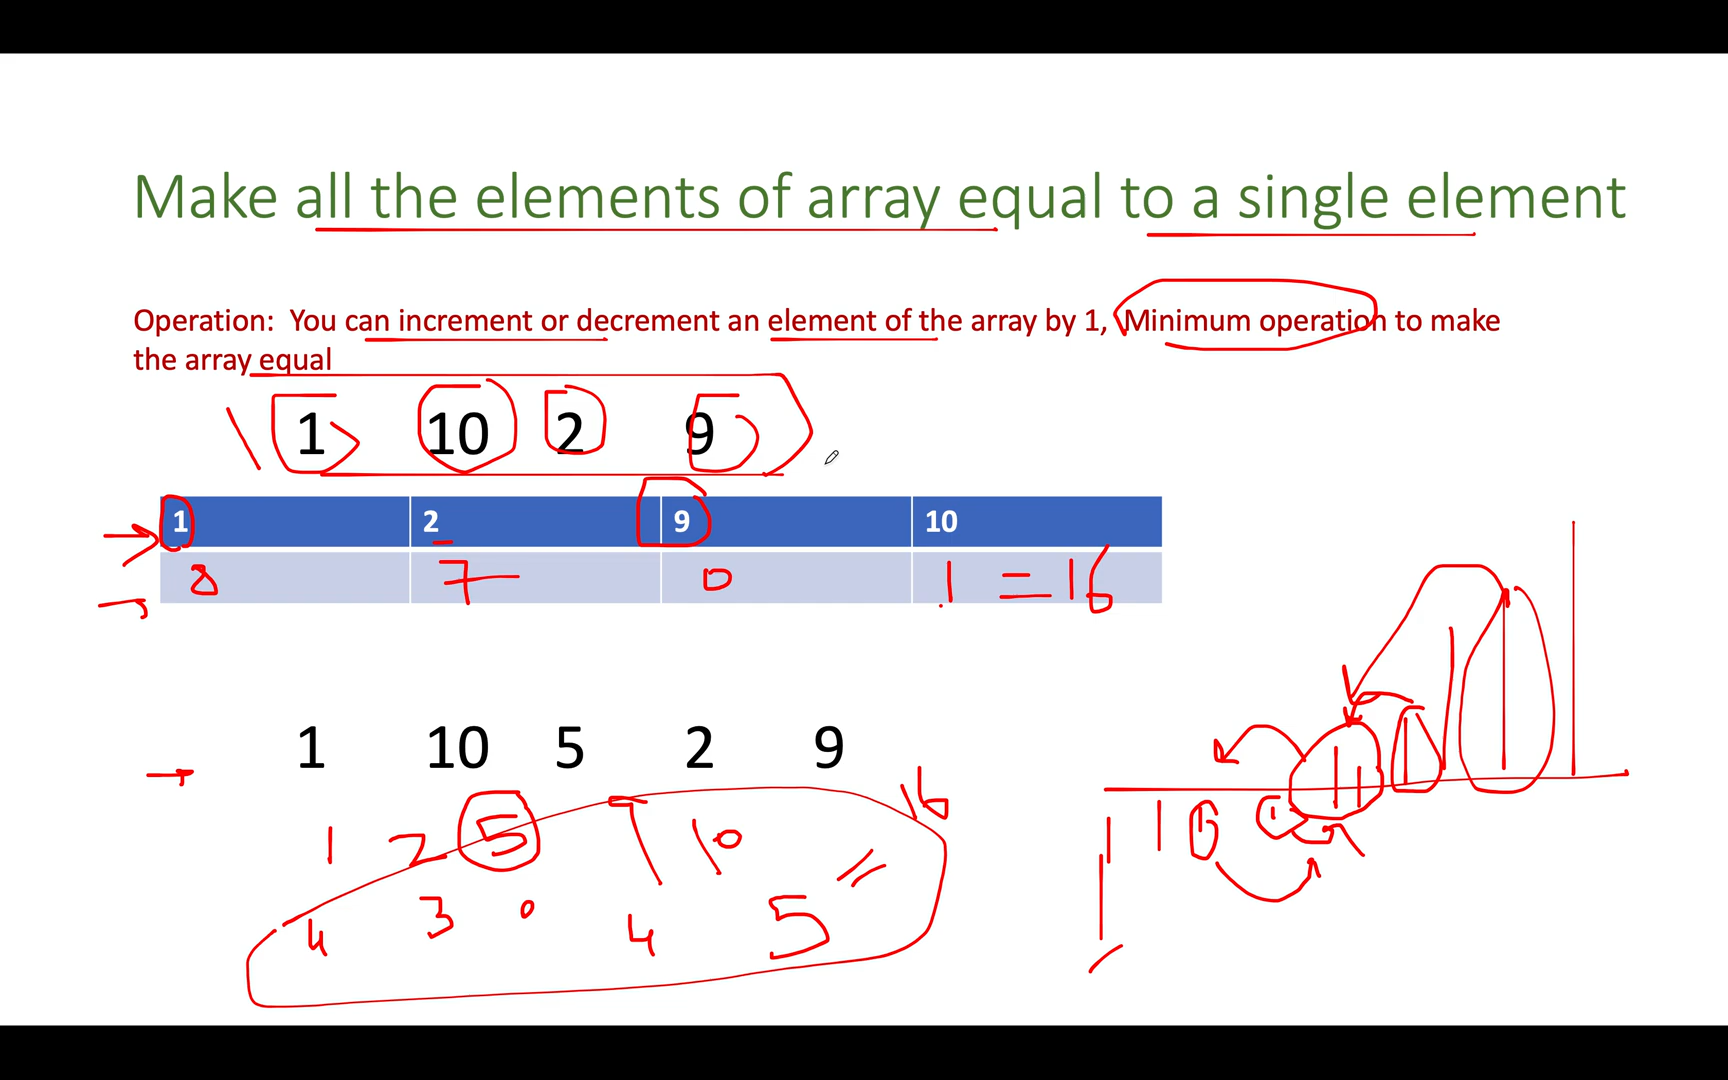 Make all the elements of array equal to a single element
Operation: You can increment or decrement an element of the array by 1, Minimum operation to make
the array equal
1 10 2 9
1 2 9 10
8 7 0 1 = 16
1 10 5 2 9
16
1 2 5 9 10 =
4 3 0 4 5